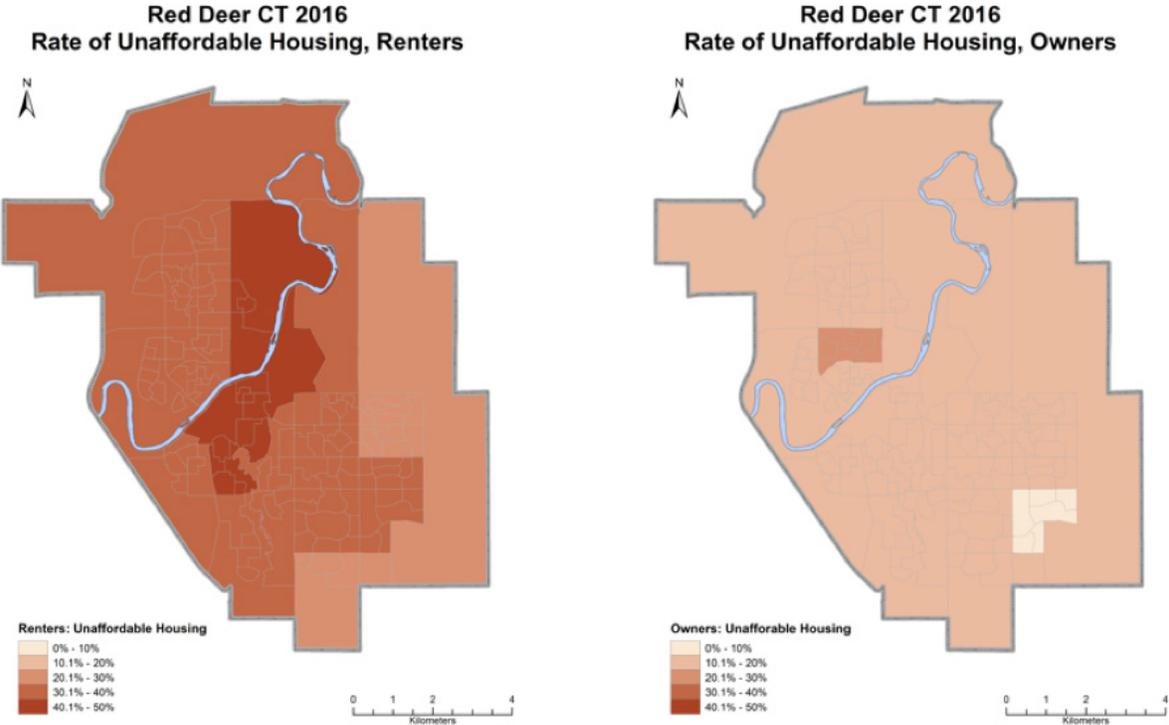 Red Deer CT 2016
Rate of Unaffordable Housing, Renters
N
Renters: Unaffordable Housing
0% - 10%
10.1% - 20%
20.1% - 30%
30.1% - 40%
40.1% - 50%
0 1 2 4
Kilometers
Red Deer CT 2016
Rate of Unaffordable Housing, Owners
N
Owners: Unafforable Housing
0% - 10%
10.1% - 20%
20.1% - 30%
30.1% - 40%
40.1% - 50%
0 1 2 4
Kilometers